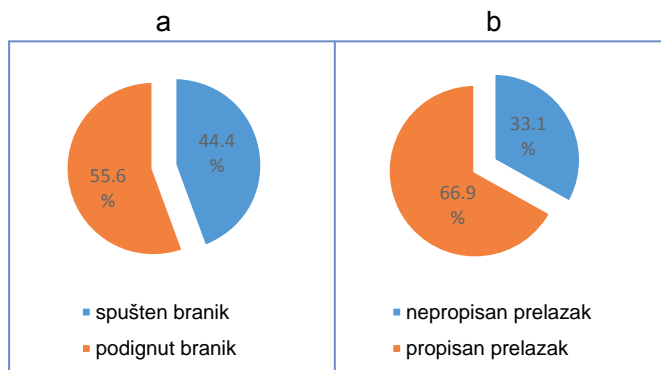 a
44.4
%
55.6
%
spušten branik
podignut branik
b
33.1
%
66.9
%
nepropisan prelazak
propisan prelazak